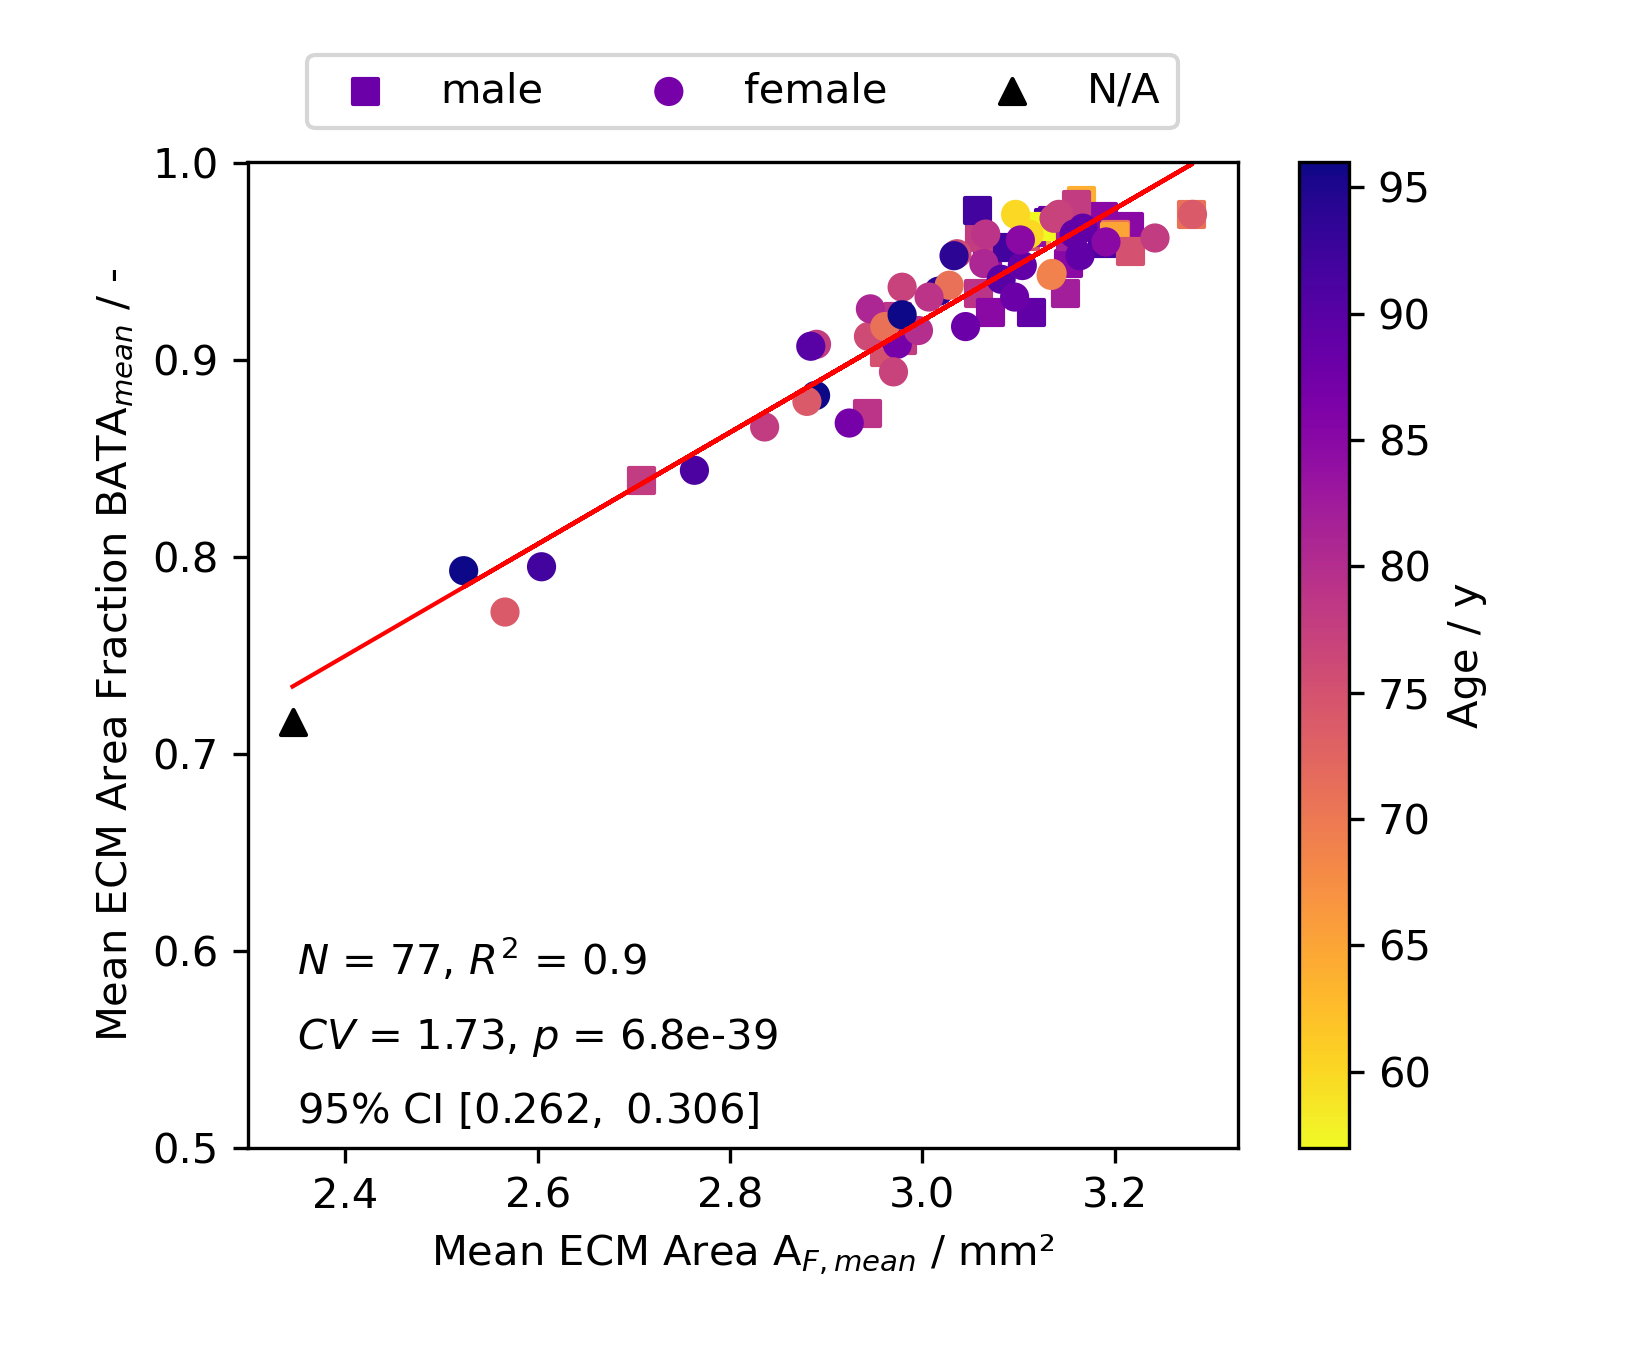 male female N/A
1.0
0.9
0.8
0.7
0.6
0.5
Mean ECM Area Fraction BATA_mean / -
N = 77, R² = 0.9
CV = 1.73, p = 6.8e-39
95% CI [0.262, 0.306]
2.4 2.6 2.8 3.0 3.2
Mean ECM Area A_F,mean / mm²
95
90
85
80
75
70
65
60
Age / y